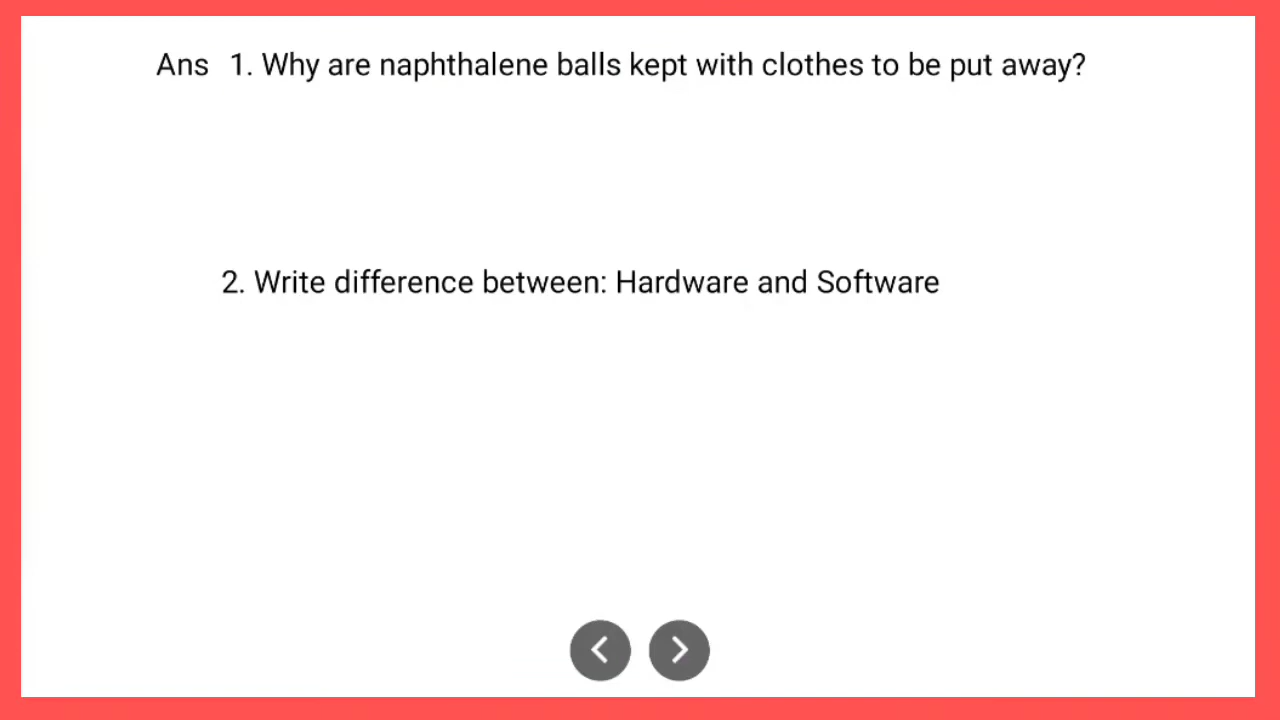 Ans 1. Why are naphthalene balls kept with clothes to be put away?
2. Write difference between: Hardware and Software